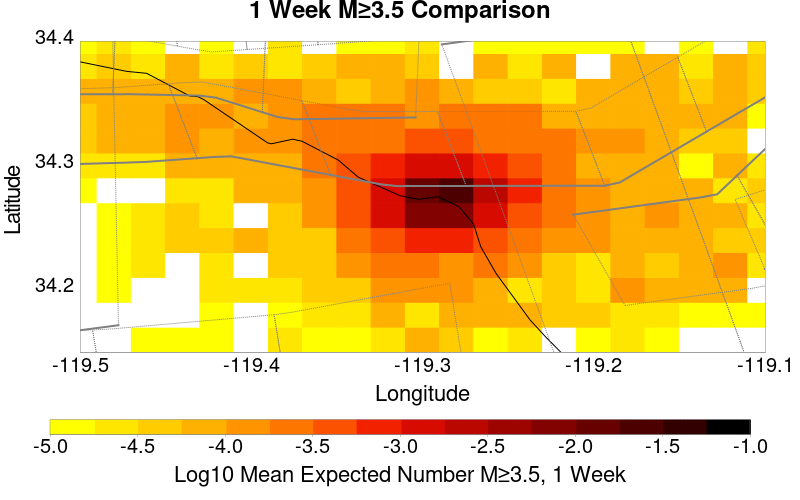 1 Week M≥3.5 Comparison
34.4
34.3
34.2
Latitude
-119.5 -119.4 -119.3 -119.2 -119.1
Longitude
-5.0 -4.5 -4.0 -3.5 -3.0 -2.5 -2.0 -1.5 -1.0
Log10 Mean Expected Number M≥3.5, 1 Week